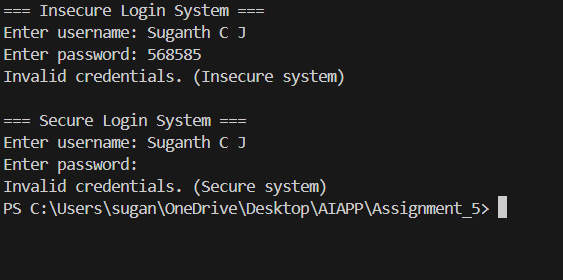 === Insecure Login System ===
Enter username: Suganth C J
Enter password: 568585
Invalid credentials. (Insecure system)

=== Secure Login System ===
Enter username: Suganth C J
Enter password:
Invalid credentials. (Secure system)
PS C:\Users\sugan\OneDrive\Desktop\AIAPP\Assignment_5>